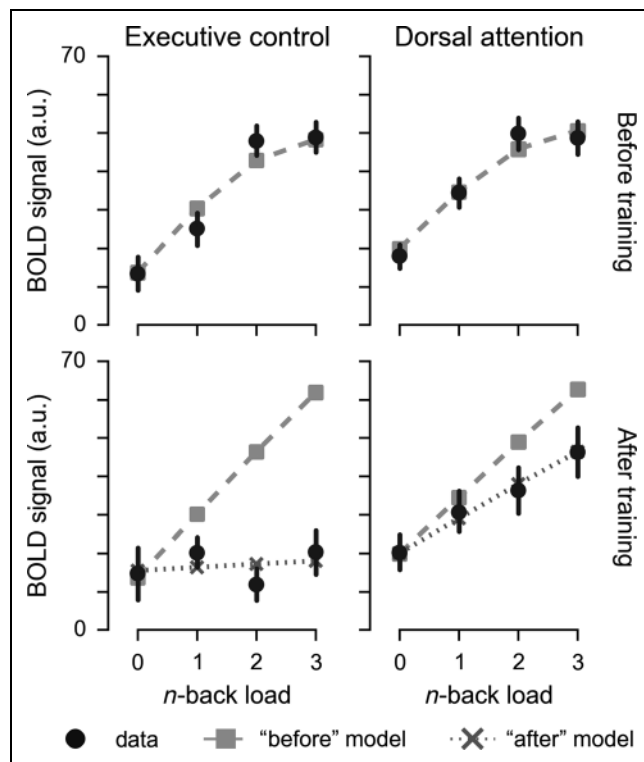 Executive control Dorsal attention
70
BOLD signal (a.u.)
0
Before training
70
BOLD signal (a.u.)
0
After training
0 1 2 3 0 1 2 3
n-back load n-back load
data "before" model "after" model